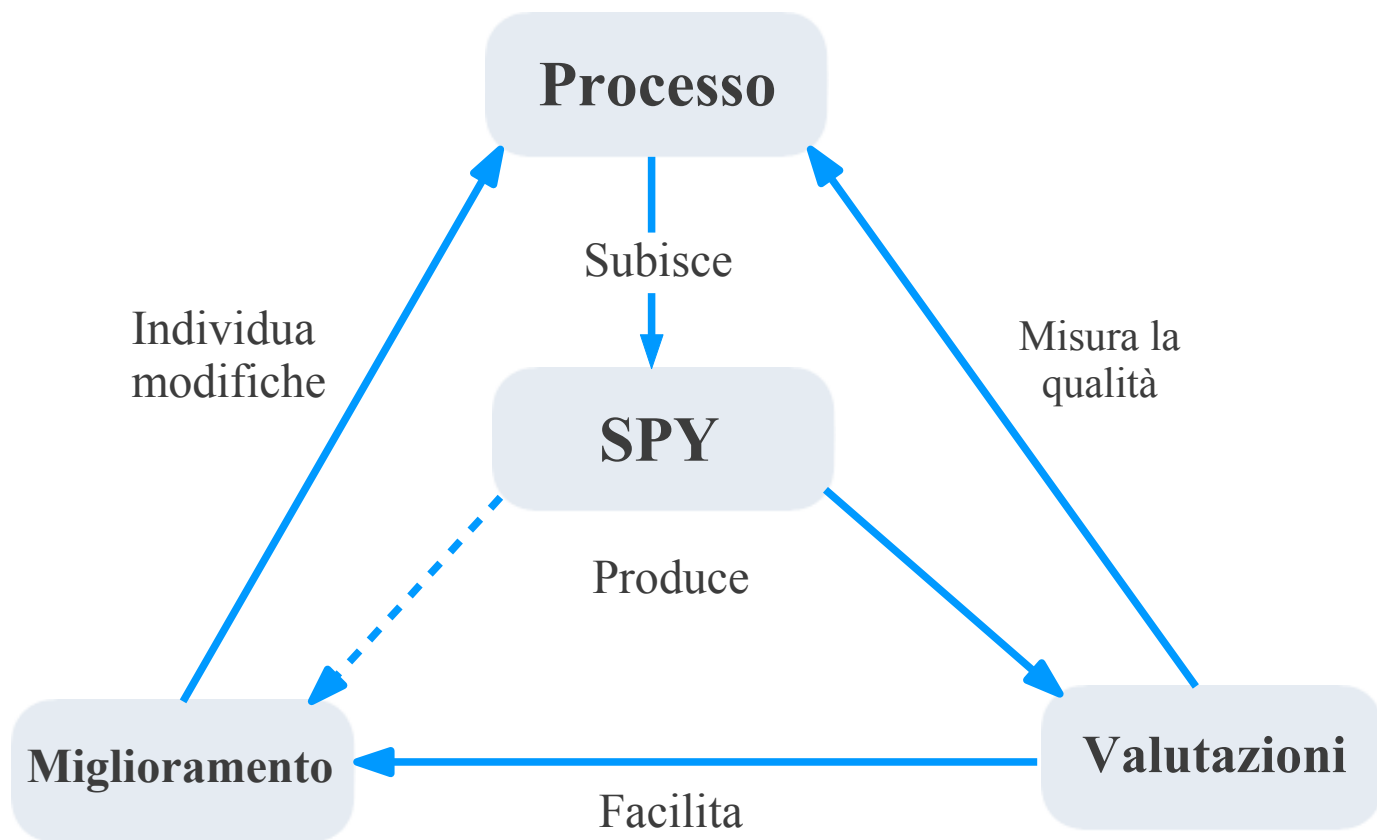 Processo
Subisce
Individua
modifiche
Misura la
qualità
SPY
Produce
Miglioramento
Valutazioni
Facilita